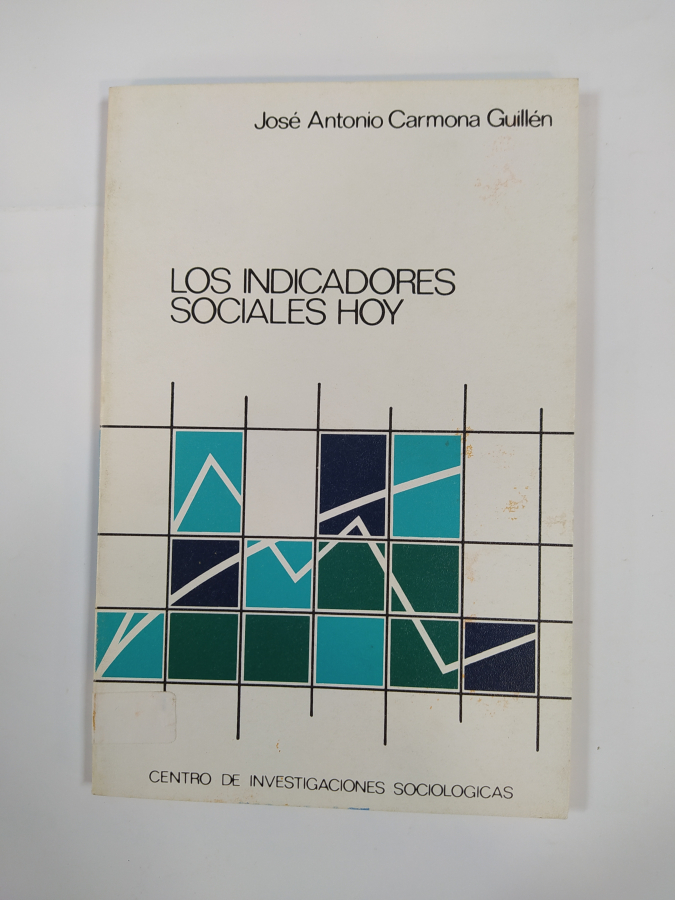 José Antonio Carmona Guillén
LOS INDICADORES
SOCIALES HOY
CENTRO DE INVESTIGACIONES SOCIOLOGICAS